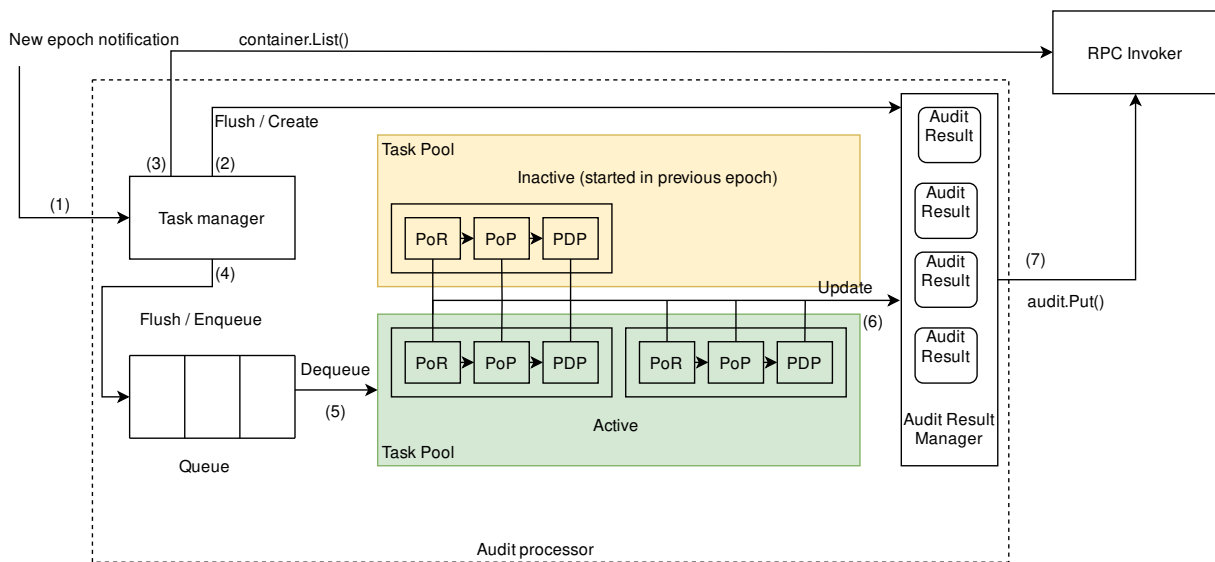 New epoch notification
container.List()
RPC Invoker
Flush / Create
(3)
(2)
(1)
Task manager
(4)
Flush / Enqueue
Queue
Dequeue
(5)
Task Pool
Inactive (started in previous epoch)
PoR
PoP
PDP
Update
(6)
PoR
PoP
PDP
PoR
PoP
PDP
Active
Task Pool
Audit
Result
Audit
Result
Audit
Result
Audit
Result
Audit Result
Manager
(7)
audit.Put()
Audit processor